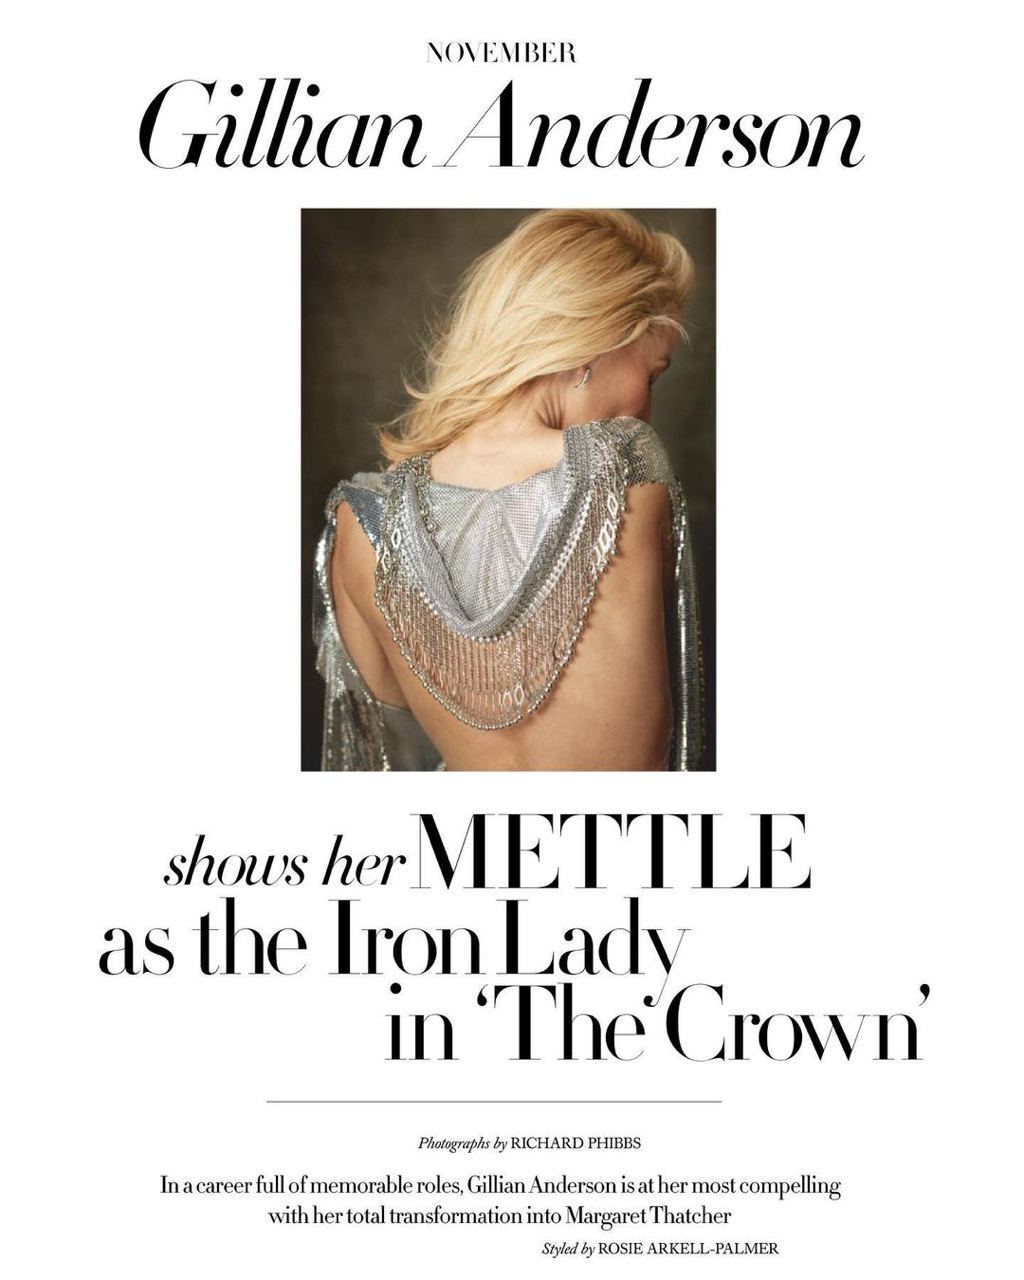 NOVEMBER
Gillian Anderson
shows her METTLE
as the Iron Lady
in ‘The Crown’
Photographs by RICHARD PHIBBS
In a career full of memorable roles, Gillian Anderson is at her most compelling
with her total transformation into Margaret Thatcher
Styled by ROSIE ARKELL-PALMER